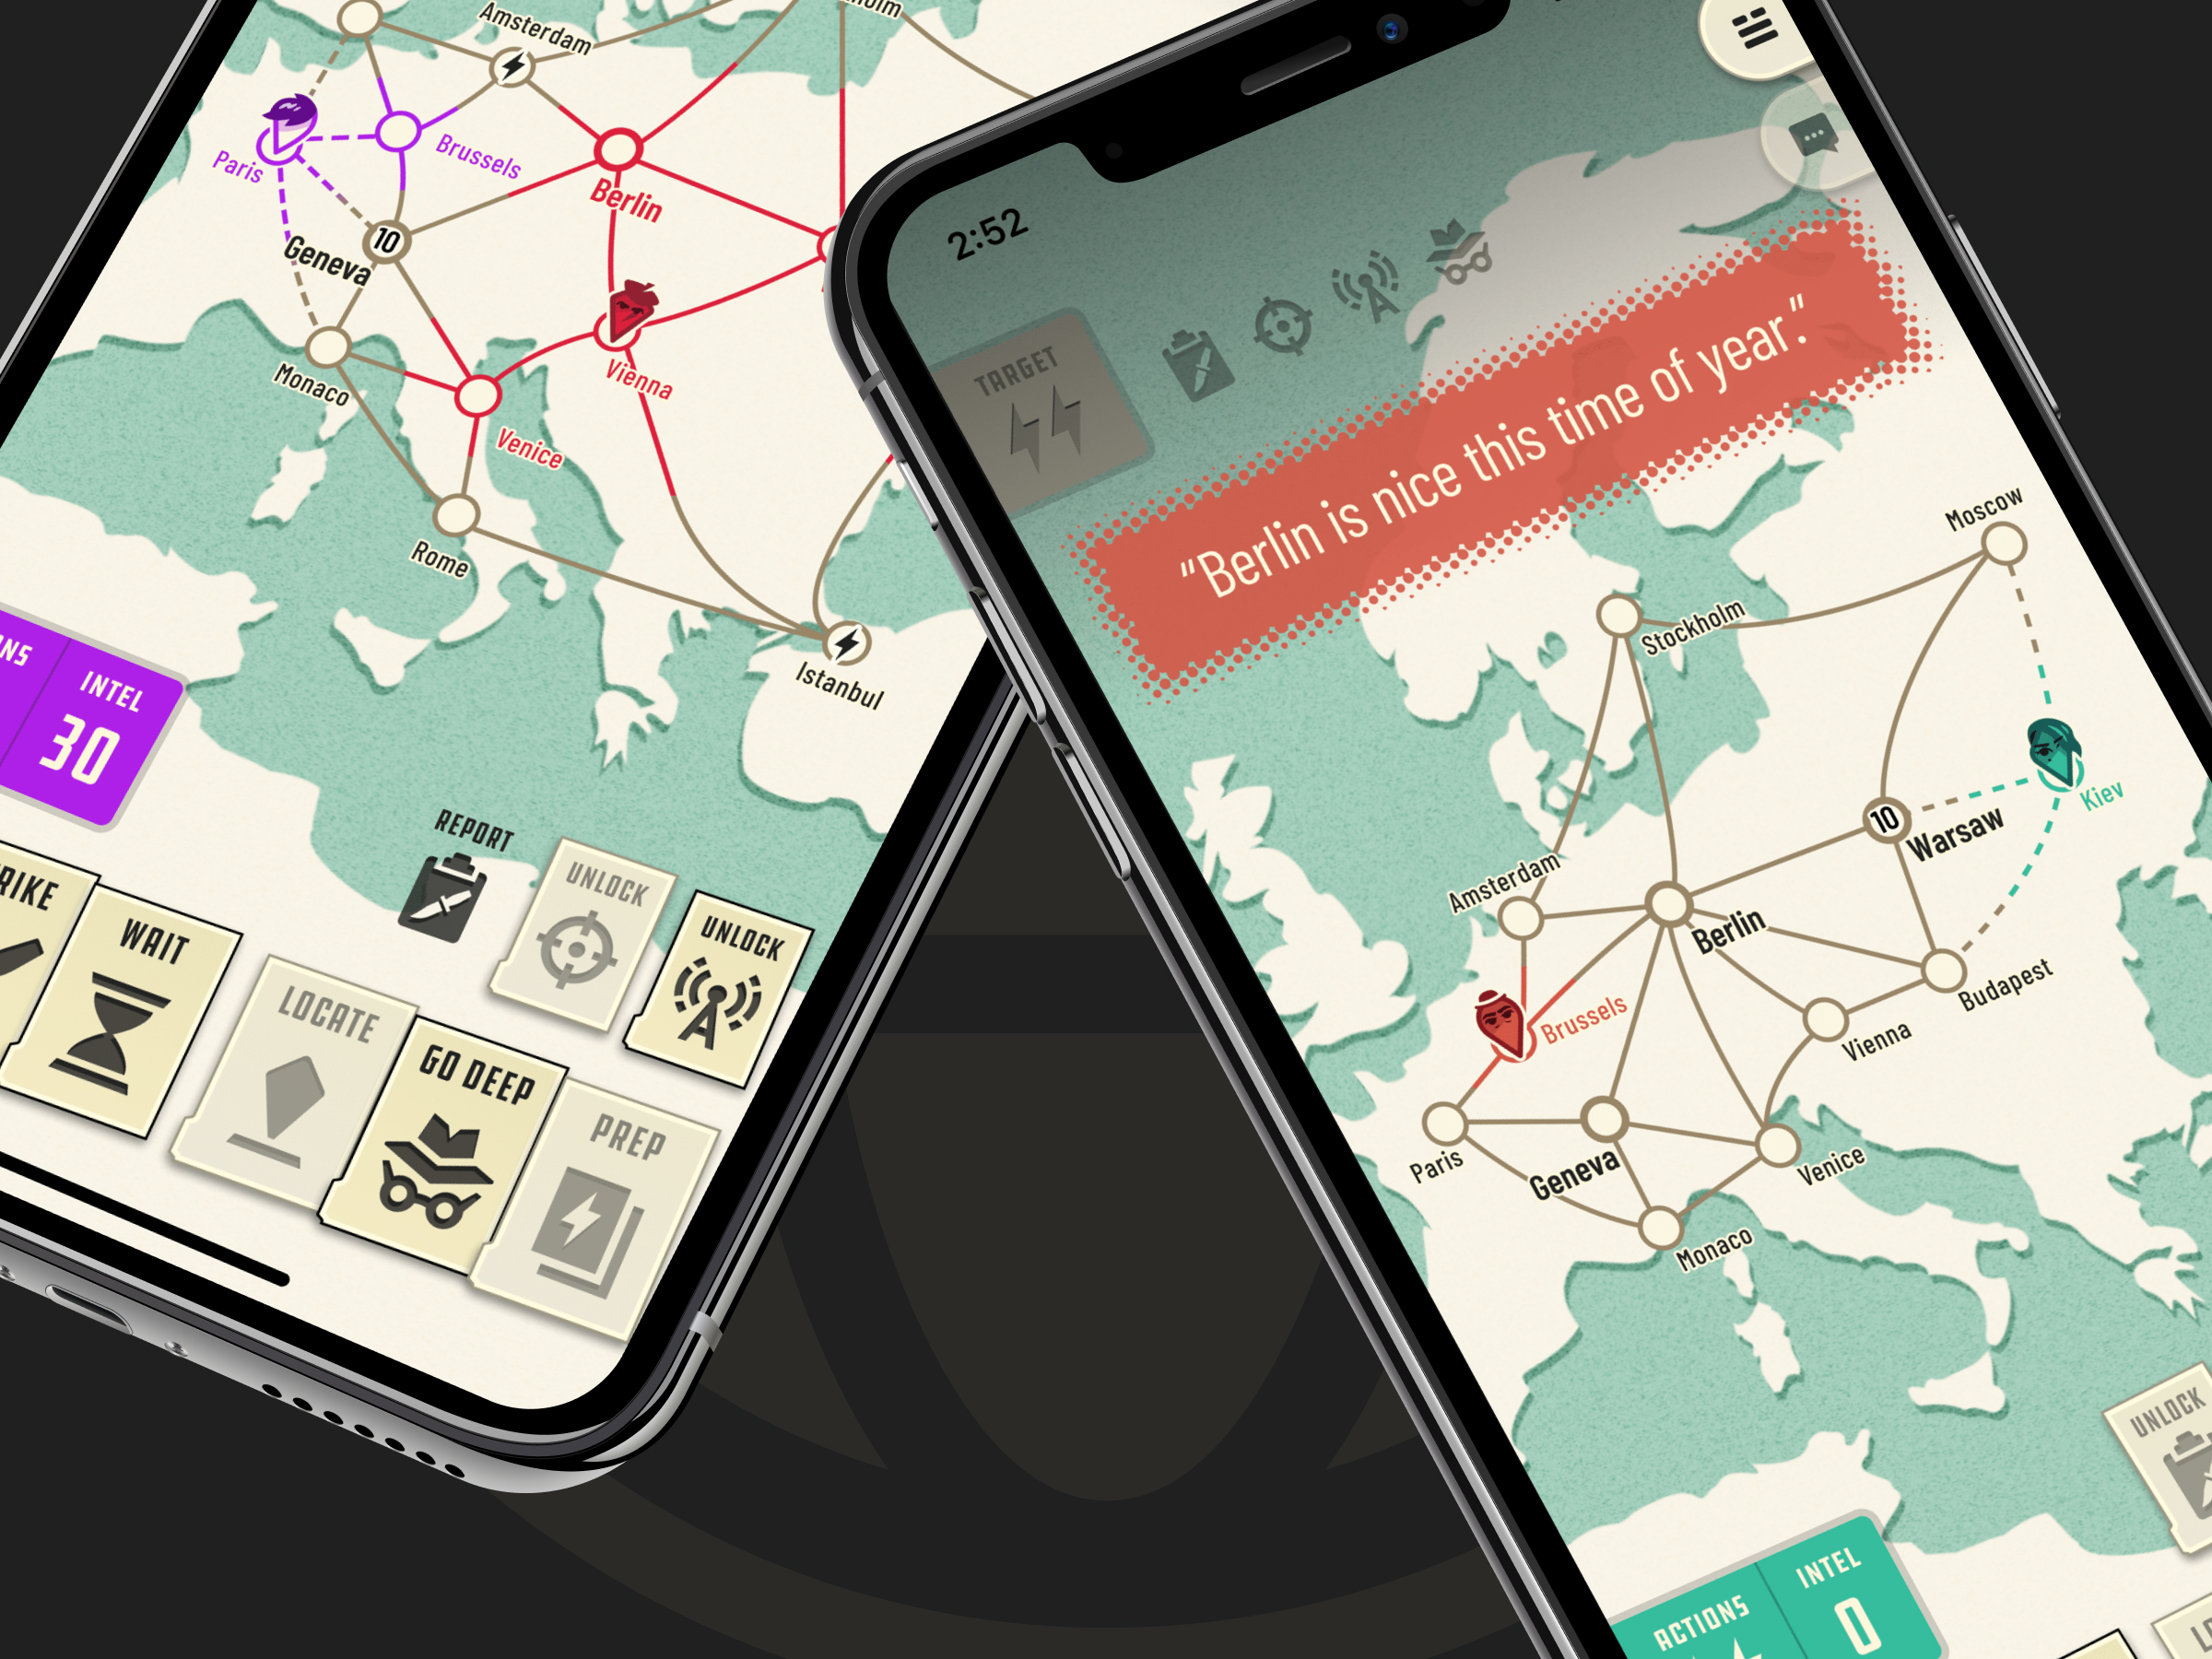 Amsterdam
Paris
Brussels
Berlin
10
Geneva
Monaco
Vienna
Venice
Rome
Istanbul
INTEL
30
REPORT
WAIT
UNLOCK
UNLOCK
LOCATE
GO DEEP
PREP
2:52
TARGET
“Berlin is nice this time of year.”
Moscow
Stockholm
Kiev
10
Warsaw
Amsterdam
Berlin
Budapest
Brussels
Vienna
Paris
Geneva
Venice
Monaco
UNLOCK
ACTIONS
INTEL
0